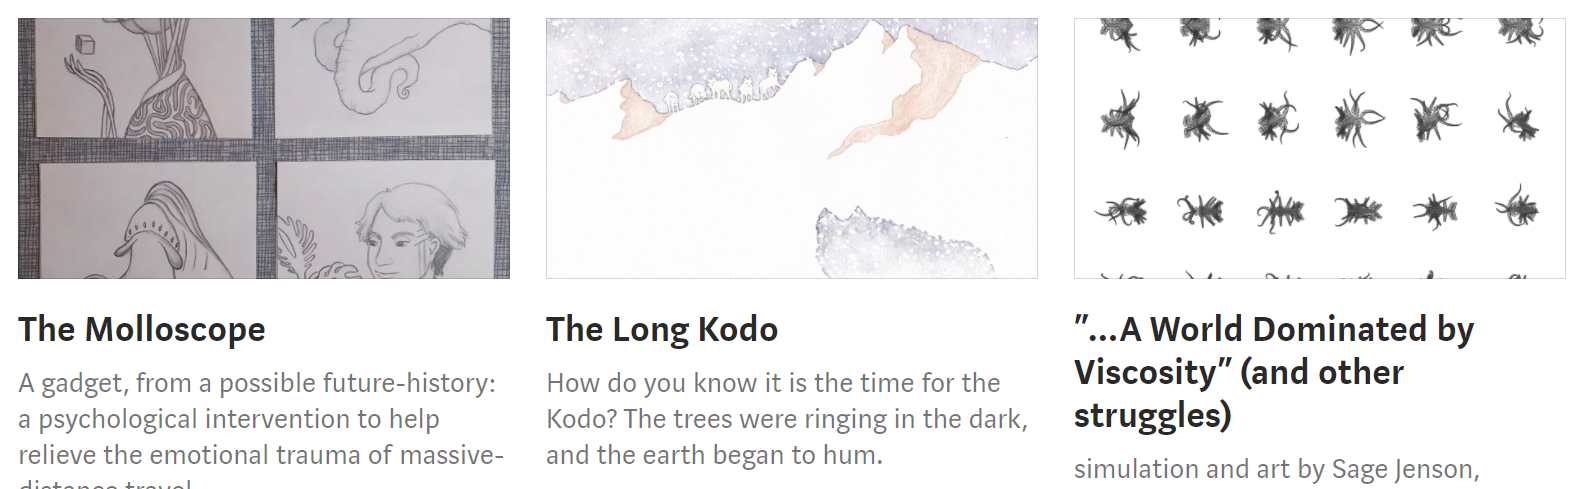 The Molloscope
A gadget, from a possible future-history:
a psychological intervention to help
relieve the emotional trauma of massive-
distance travel
The Long Kodo
How do you know it is the time for the
Kodo? The trees were ringing in the dark,
and the earth began to hum.
"...A World Dominated by
Viscosity" (and other
struggles)
simulation and art by Sage Jenson,